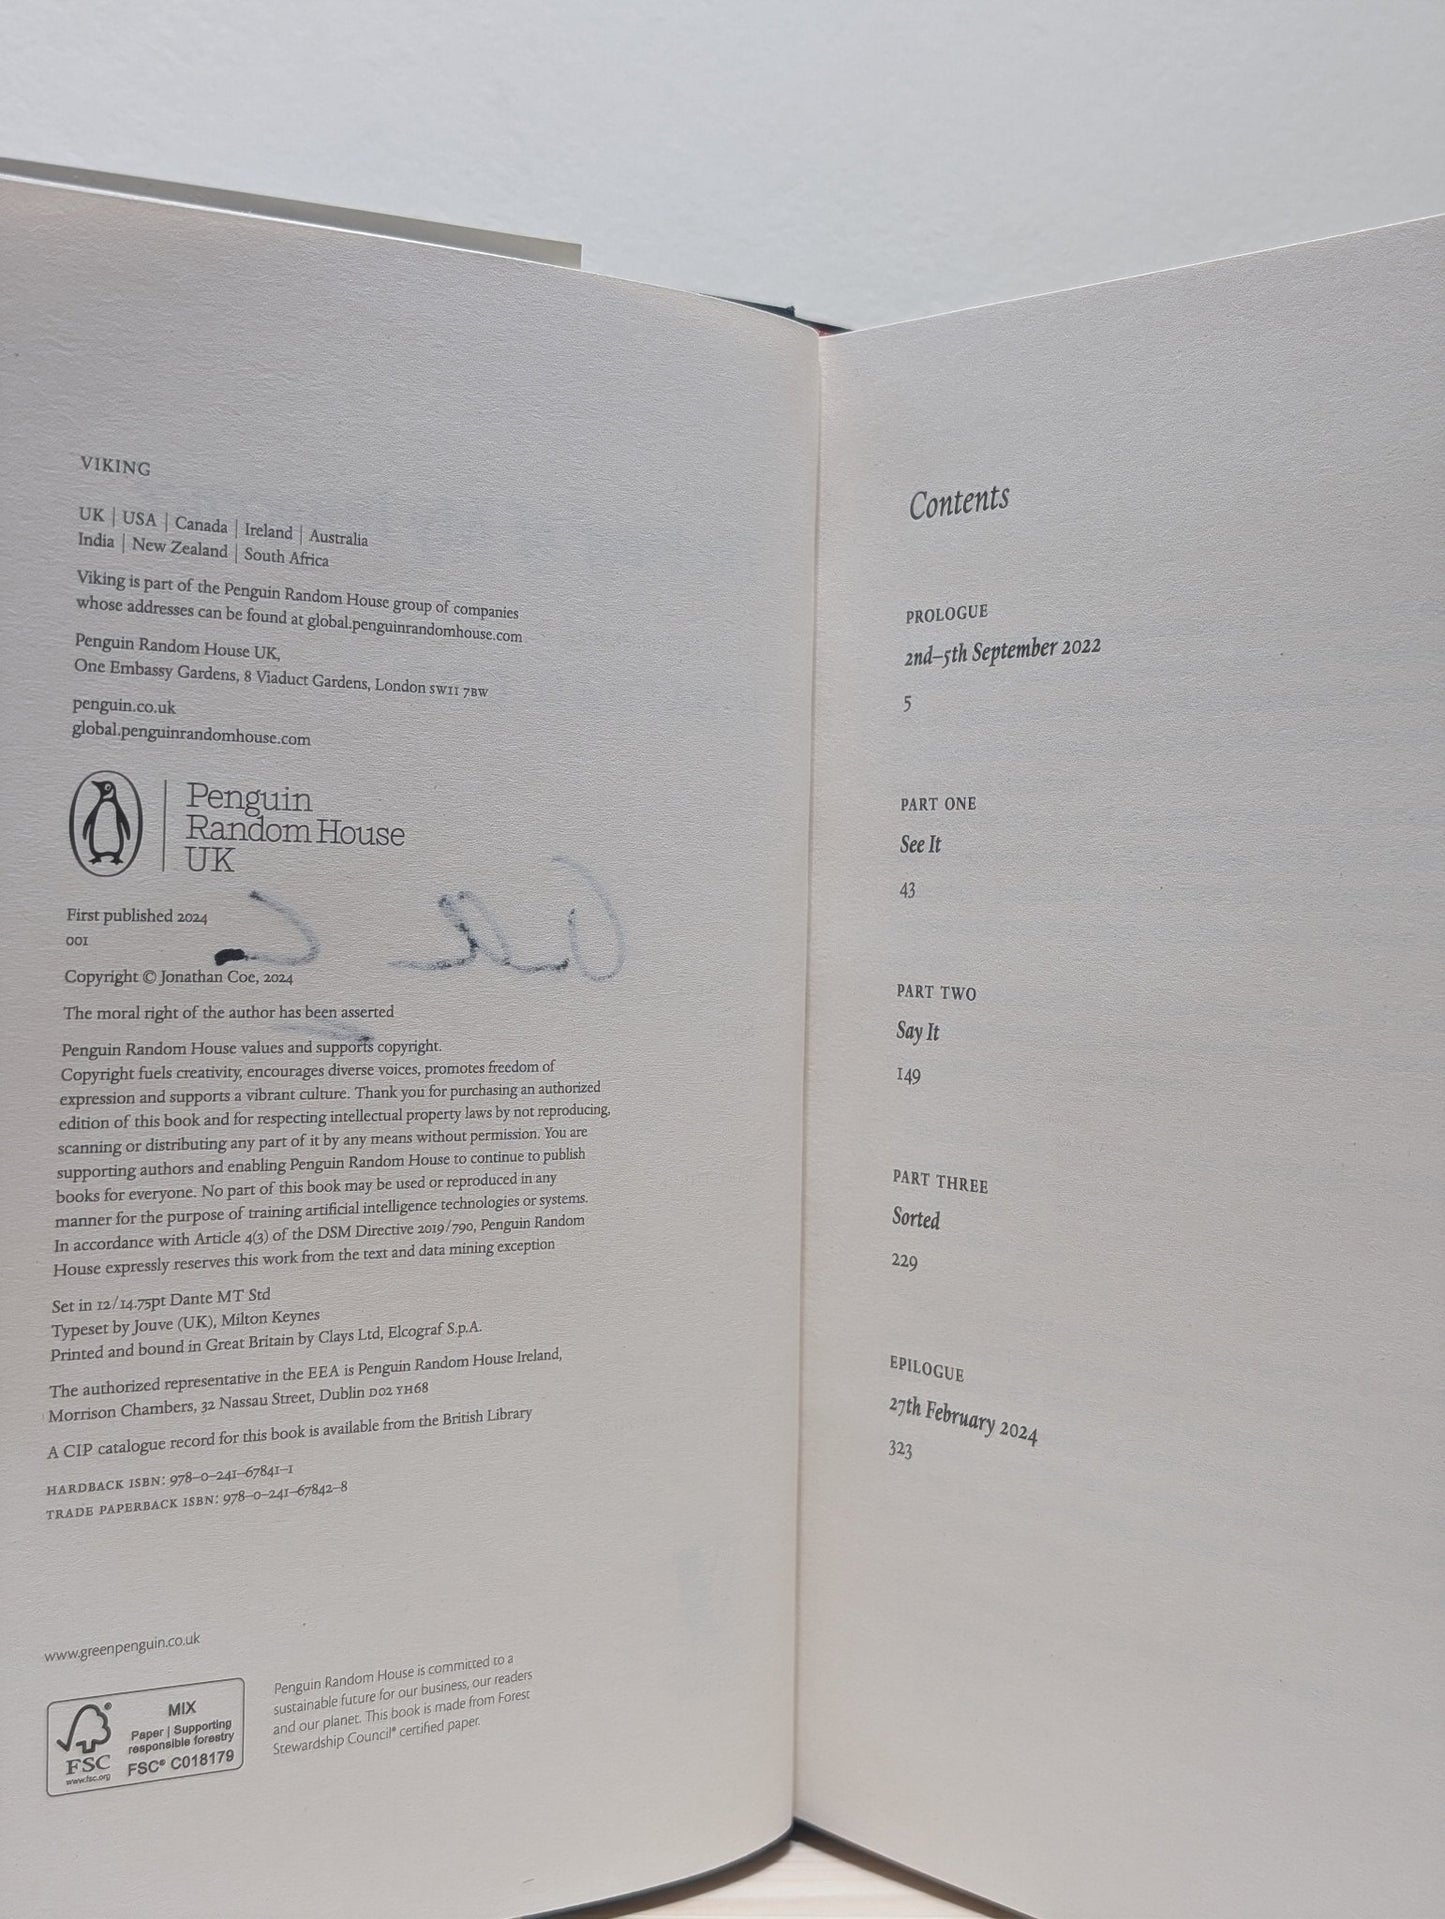 VIKING
UK | USA | Canada | Ireland | Australia
India | New Zealand | South Africa
Viking is part of the Penguin Random House group of companies
whose addresses can be found at global.penguinrandomhouse.com
Penguin Random House UK,
One Embassy Gardens, 8 Viaduct Gardens, London SW11 7BW
penguin.co.uk
global.penguinrandomhouse.com
Penguin
Random House
UK
First published 2024
001
Copyright © Jonathan Coe, 2024
The moral right of the author has been asserted
Penguin Random House values and supports copyright.
Copyright fuels creativity, encourages diverse voices, promotes freedom of
expression and supports a vibrant culture. Thank you for purchasing an authorized
edition of this book and for respecting intellectual property laws by not reproducing,
scanning or distributing any part of it by any means without permission. You are
supporting authors and enabling Penguin Random House to continue to publish
books for everyone. No part of this book may be used or reproduced in any
manner for the purpose of training artificial intelligence technologies or systems.
In accordance with Article 4(3) of the DSM Directive 2019/790, Penguin Random
House expressly reserves this work from the text and data mining exception
Set in 12/14.75pt Dante MT Std
Typeset by Jouve (UK), Milton Keynes
Printed and bound in Great Britain by Clays Ltd, Elcograf S.p.A.
The authorized representative in the EEA is Penguin Random House Ireland,
Morrison Chambers, 32 Nassau Street, Dublin D02 YH68
A CIP catalogue record for this book is available from the British Library
HARDBACK ISBN: 978–0–241–67841–1
TRADE PAPERBACK ISBN: 978–0–241–67842–8
www.greenpenguin.co.uk
FSC
www.fsc.org
MIX
Paper | Supporting
responsible forestry
FSC® C018179
Penguin Random House is committed to a
sustainable future for our business, our readers
and our planet. This book is made from Forest
Stewardship Council® certified paper.
Contents
PROLOGUE
2nd–5th September 2022
5
PART ONE
See It
43
PART TWO
Say It
149
PART THREE
Sorted
229
EPILOGUE
27th February 2024
323